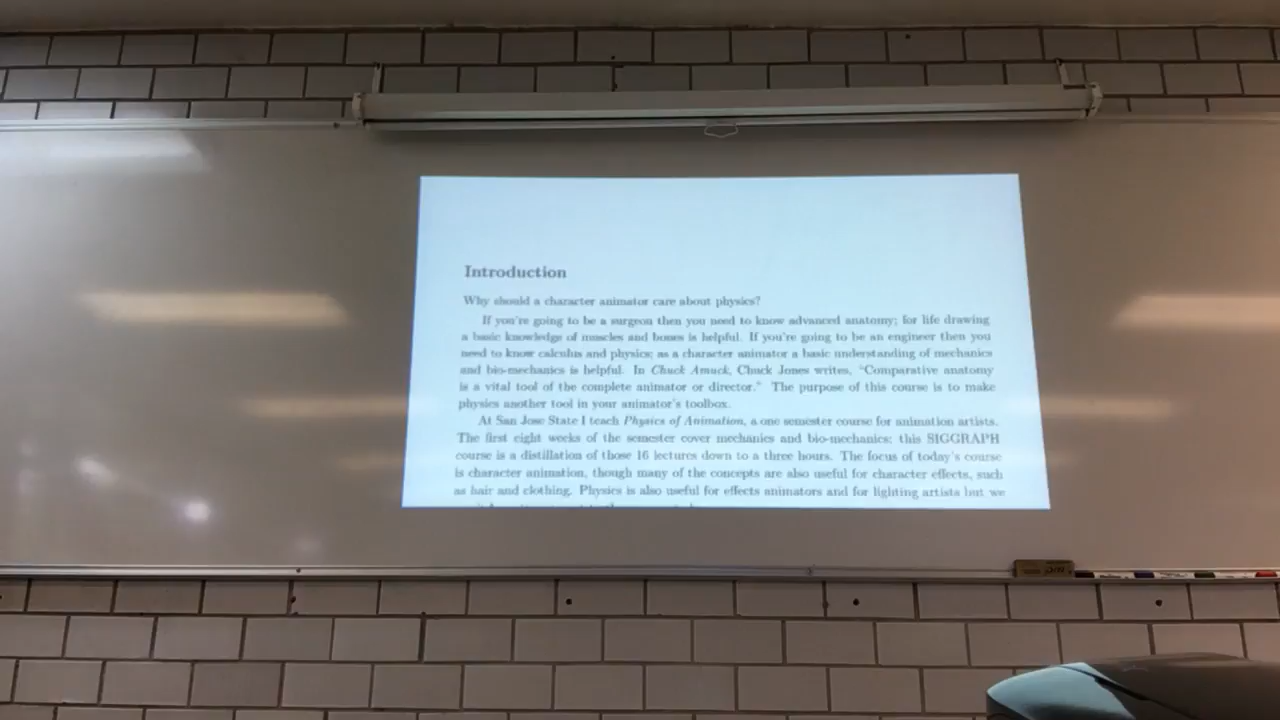 Introduction
Why should a character animator care about physics?
If you're going to be a surgeon then you need to know advanced anatomy; for life drawing
a basic knowledge of muscles and bones is helpful. If you're going to be an engineer then you
need to know calculus and physics; as a character animator a basic understanding of mechanics
and bio-mechanics is helpful. In Chuck Amuck, Chuck Jones writes, "Comparative anatomy
is a vital tool of the complete animator or director." The purpose of this course is to make
physics another tool in your animator's toolbox.
At San Jose State I teach Physics of Animation, a one semester course for animation artists.
The first eight weeks of the semester cover mechanics and bio-mechanics; this SIGGRAPH
course is a distillation of those 16 lectures down to a three hours. The focus of today's course
is character animation, though many of the concepts are also useful for character effects, such
as hair and clothing. Physics is also useful for effects animators and for lighting artists but we